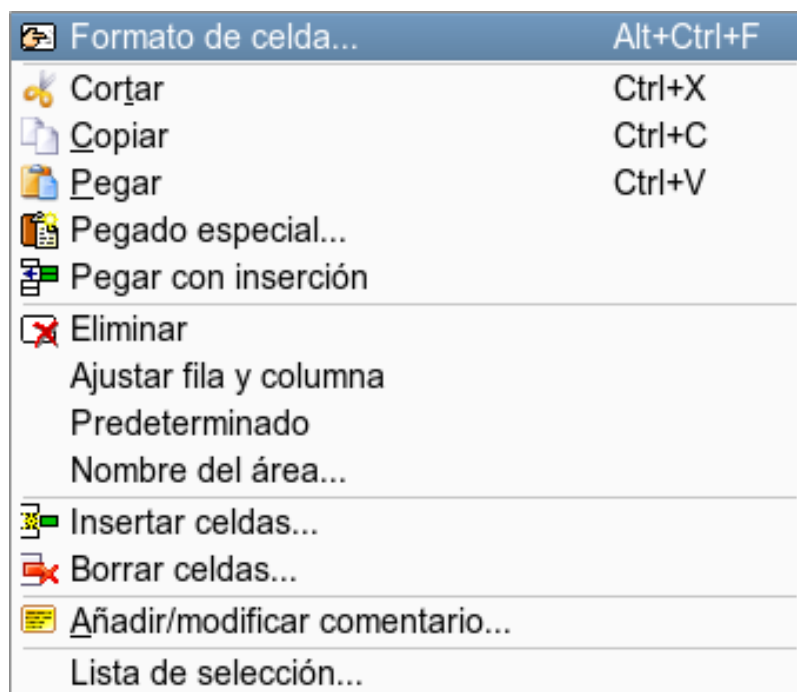 Formato de celda... Alt+Ctrl+F
Cortar Ctrl+X
Copiar Ctrl+C
Pegar Ctrl+V
Pegado especial...
Pegar con inserción
Eliminar
Ajustar fila y columna
Predeterminado
Nombre del área...
Insertar celdas...
Borrar celdas...
Añadir/modificar comentario...
Lista de selección...